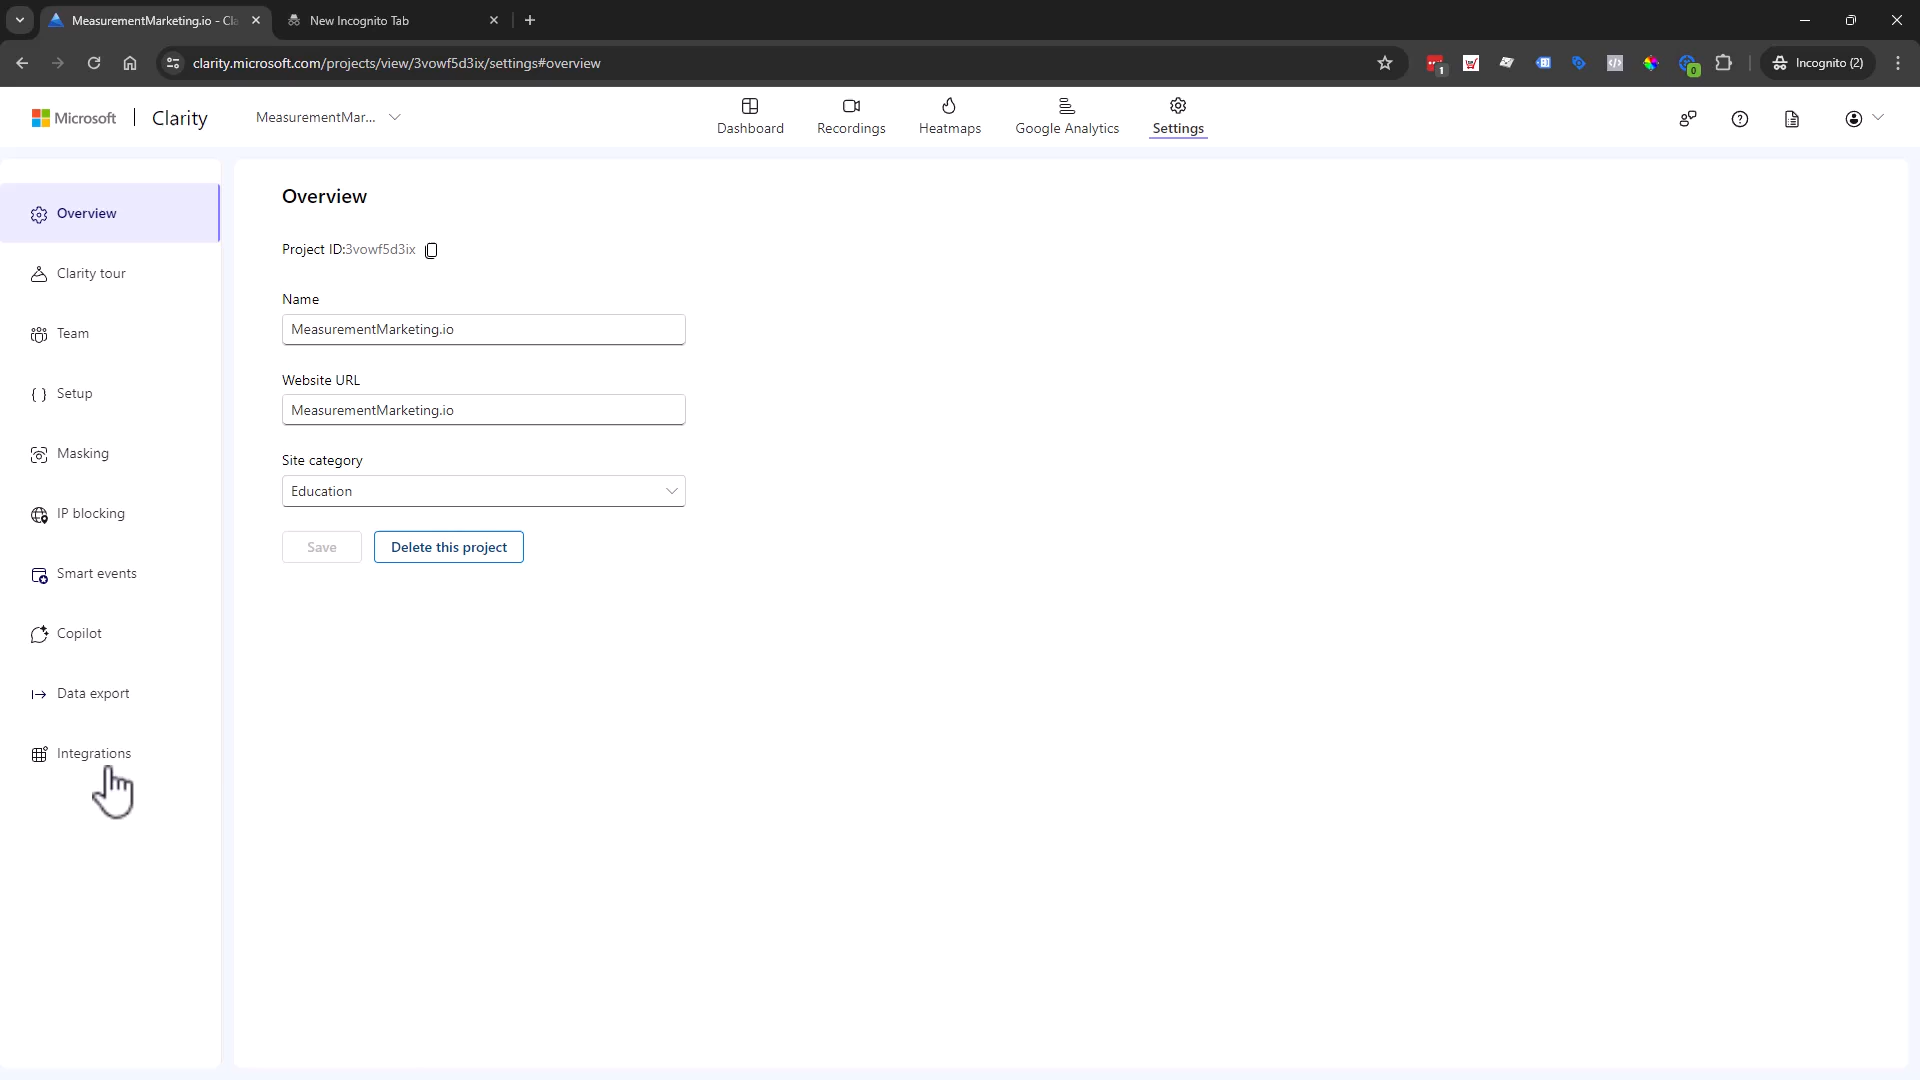 MeasurementMarketing.io - Cla
New Incognito Tab
clarity.microsoft.com/projects/view/3vowf5d3ix/settings#overview
1
0
Incognito (2)
Microsoft
Clarity
MeasurementMar...
Dashboard
Recordings
Heatmaps
Google Analytics
Settings
Overview
Clarity tour
Team
Setup
Masking
IP blocking
Smart events
Copilot
Data export
Integrations
Overview
Project ID:3vowf5d3ix
Name
MeasurementMarketing.io
Website URL
MeasurementMarketing.io
Site category
Education
Save
Delete this project